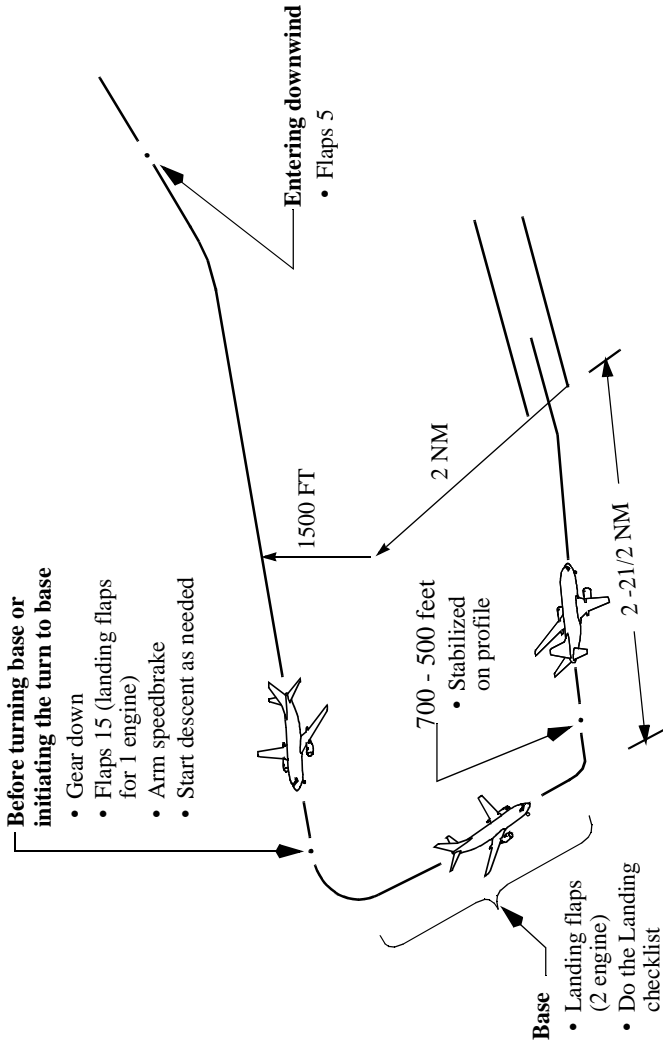 Before turning base or
initiating the turn to base
• Gear down
• Flaps 15 (landing flaps
for 1 engine)
• Arm speedbrake
• Start descent as needed
Entering downwind
• Flaps 5
1500 FT
2 NM
700 - 500 feet
• Stabilized
on profile
2 -21/2 NM
Base
• Landing flaps
(2 engine)
• Do the Landing
checklist